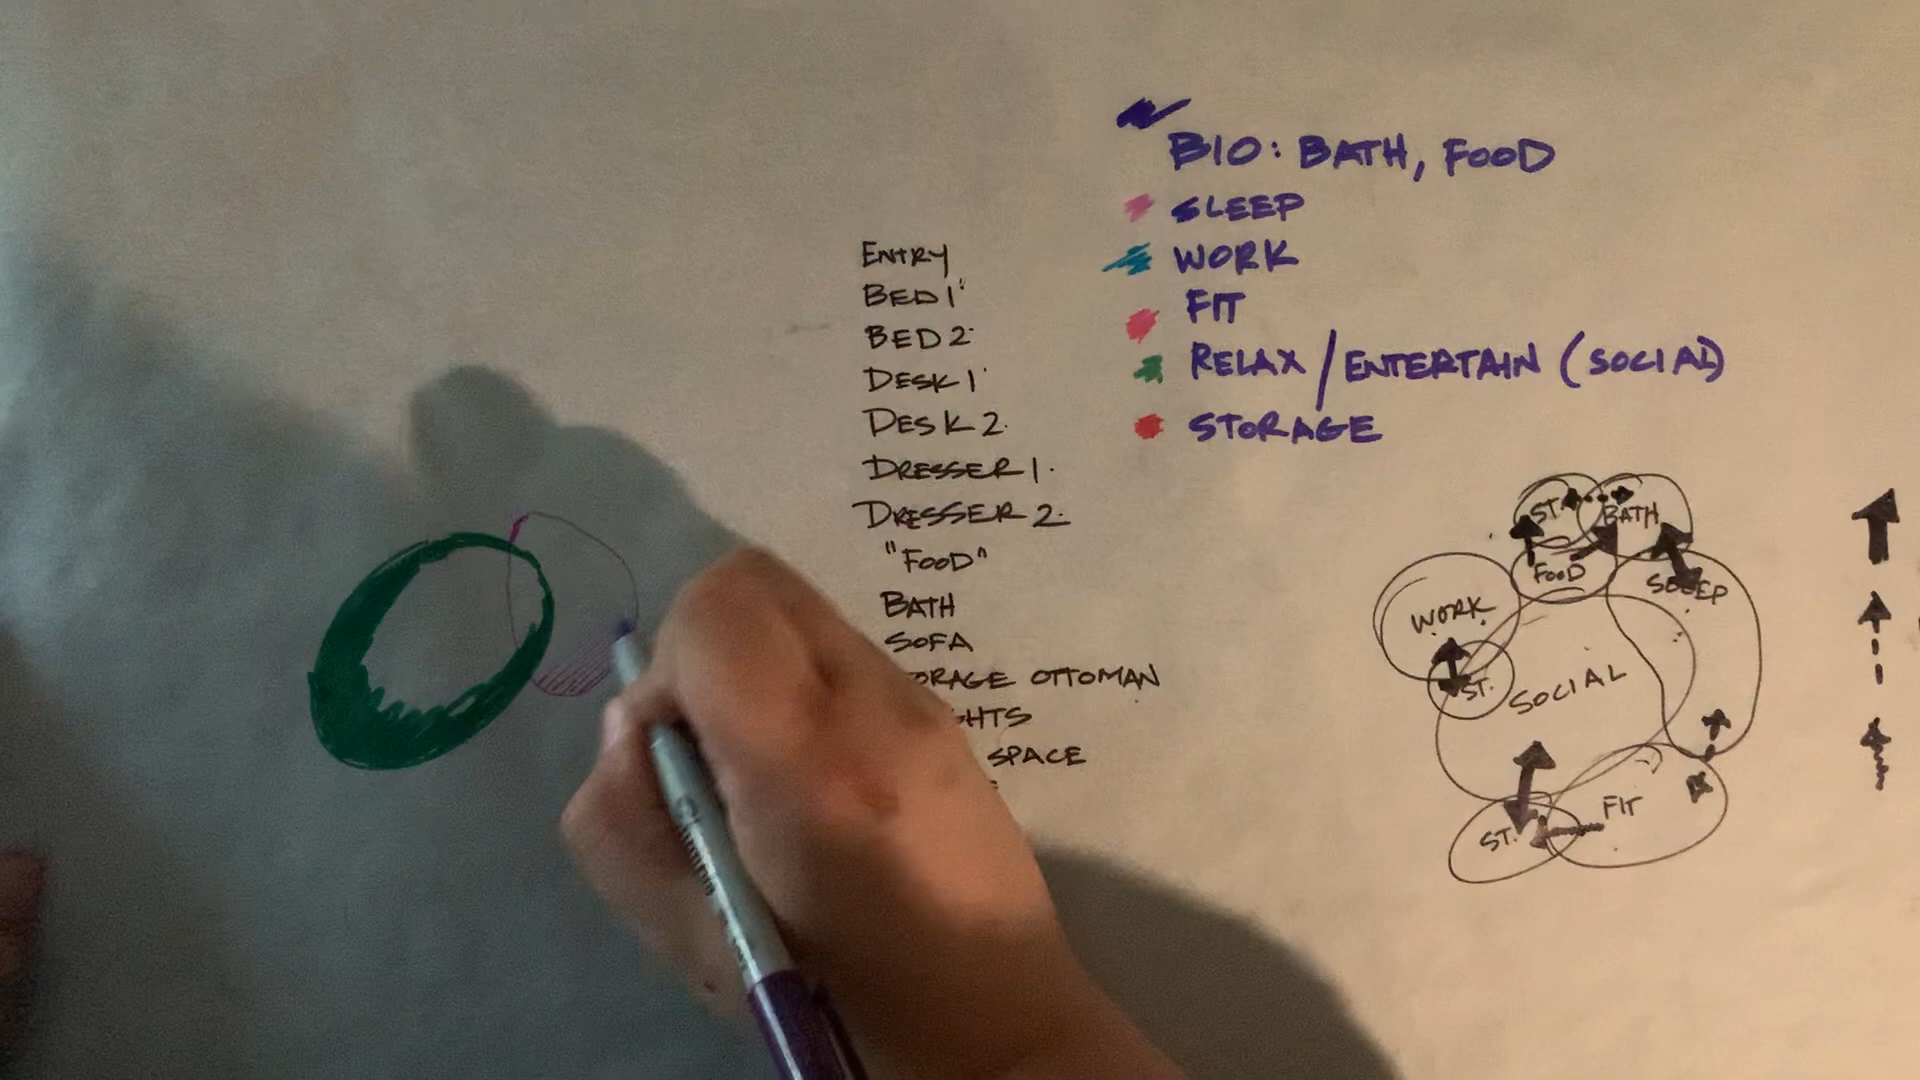 BIO: BATH, FOOD
SLEEP
WORK
FIT
RELAX / ENTERTAIN (SOCIAL)
STORAGE
ENTRY
BED 1
BED 2
DESK 1
DESK 2
DRESSER 1
DRESSER 2
"FOOD"
BATH
SOFA
ORAGE OTTOMAN
GHTS
SPACE
ST.
BATH
FOOD
SLEEP
WORK
ST.
SOCIAL
FIT
ST.